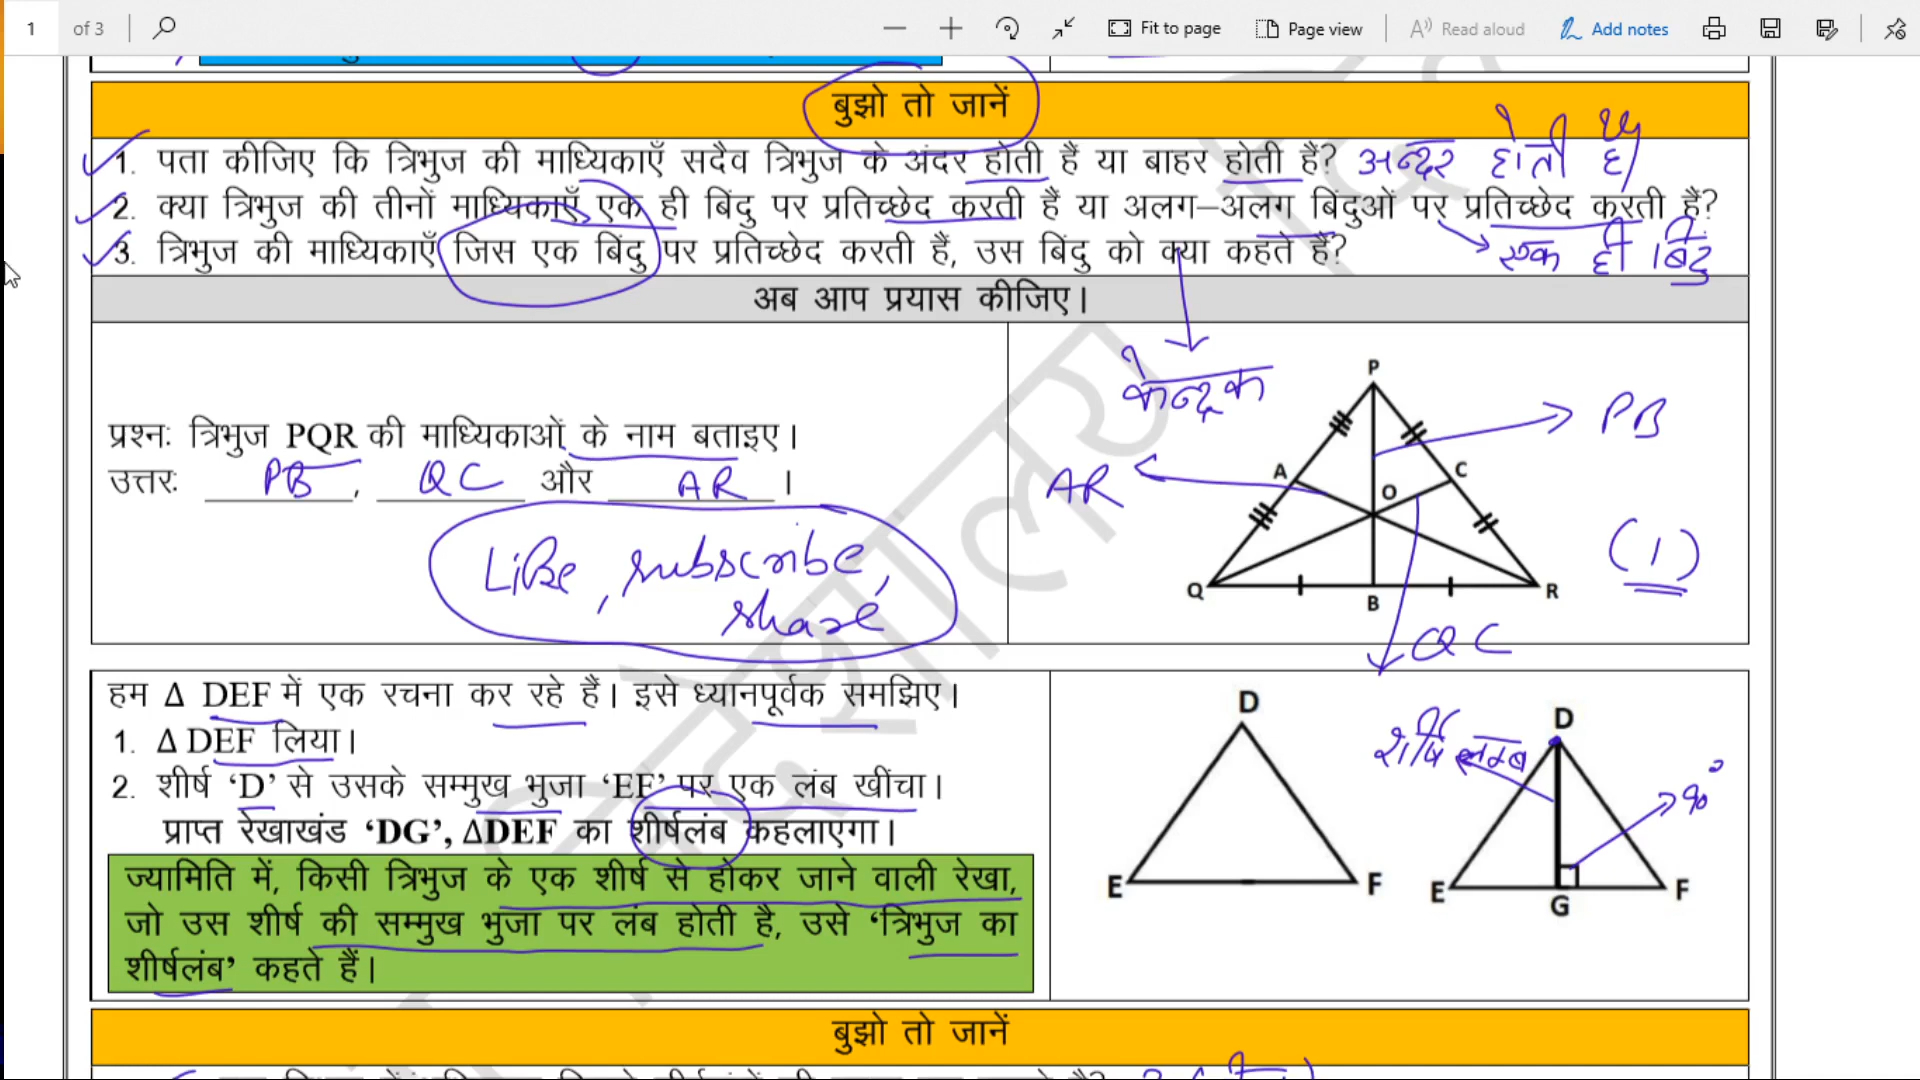 1 of 3 Fit to page Page view Read aloud Add notes
बुझो तो जानें
1. पता कीजिए कि त्रिभुज की माध्यिकाएँ सदैव त्रिभुज के अंदर होती हैं या बाहर होती हैं? अन्दर होती है
2. क्या त्रिभुज की तीनों माध्यिकाएँ एक ही बिंदु पर प्रतिच्छेद करती हैं या अलग–अलग बिंदुओं पर प्रतिच्छेद करती हैं?
एक ही बिंदु
3. त्रिभुज की माध्यिकाएँ जिस एक बिंदु पर प्रतिच्छेद करती हैं, उस बिंदु को क्या कहते हैं?
अब आप प्रयास कीजिए।
केन्द्रक
प्रश्नः त्रिभुज PQR की माध्यिकाओं के नाम बताइए।
उत्तरः PB, QC और AR ।
Like, subscribe,
share
P
PB
A C
AR
O
(1)
Q B R
QC
हम Δ DEF में एक रचना कर रहे हैं। इसे ध्यानपूर्वक समझिए।
1. Δ DEF लिया।
2. शीर्ष ‘D’ से उसके सम्मुख भुजा ‘EF’ पर एक लंब खींचा।
प्राप्त रेखाखंड ‘DG’, ΔDEF का शीर्षलंब कहलाएगा।
ज्यामिति में, किसी त्रिभुज के एक शीर्ष से होकर जाने वाली रेखा,
जो उस शीर्ष की सम्मुख भुजा पर लंब होती है, उसे ‘त्रिभुज का
शीर्षलंब’ कहते हैं।
D
E F
D
शीर्ष लम्ब
90°
E G F
बुझो तो जानें
निदेशालय